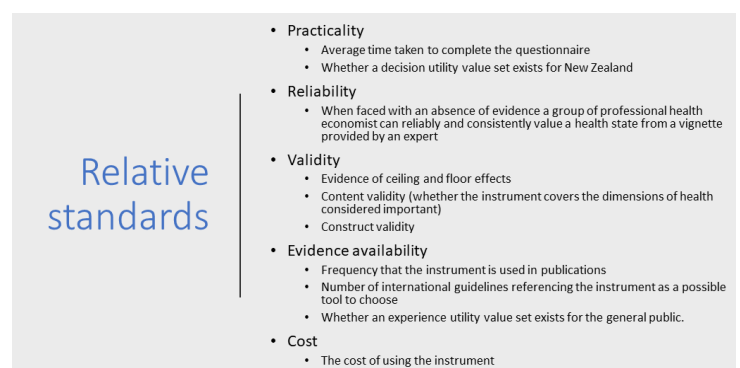 Relative
standards
• Practicality
• Average time taken to complete the questionnaire
• Whether a decision utility value set exists for New Zealand
• Reliability
• When faced with an absence of evidence a group of professional health
economist can reliably and consistently value a health state from a vignette
provided by an expert
• Validity
• Evidence of ceiling and floor effects
• Content validity (whether the instrument covers the dimensions of health
considered important)
• Construct validity
• Evidence availability
• Frequency that the instrument is used in publications
• Number of international guidelines referencing the instrument as a possible
tool to choose
• Whether an experience utility value set exists for the general public.
• Cost
• The cost of using the instrument